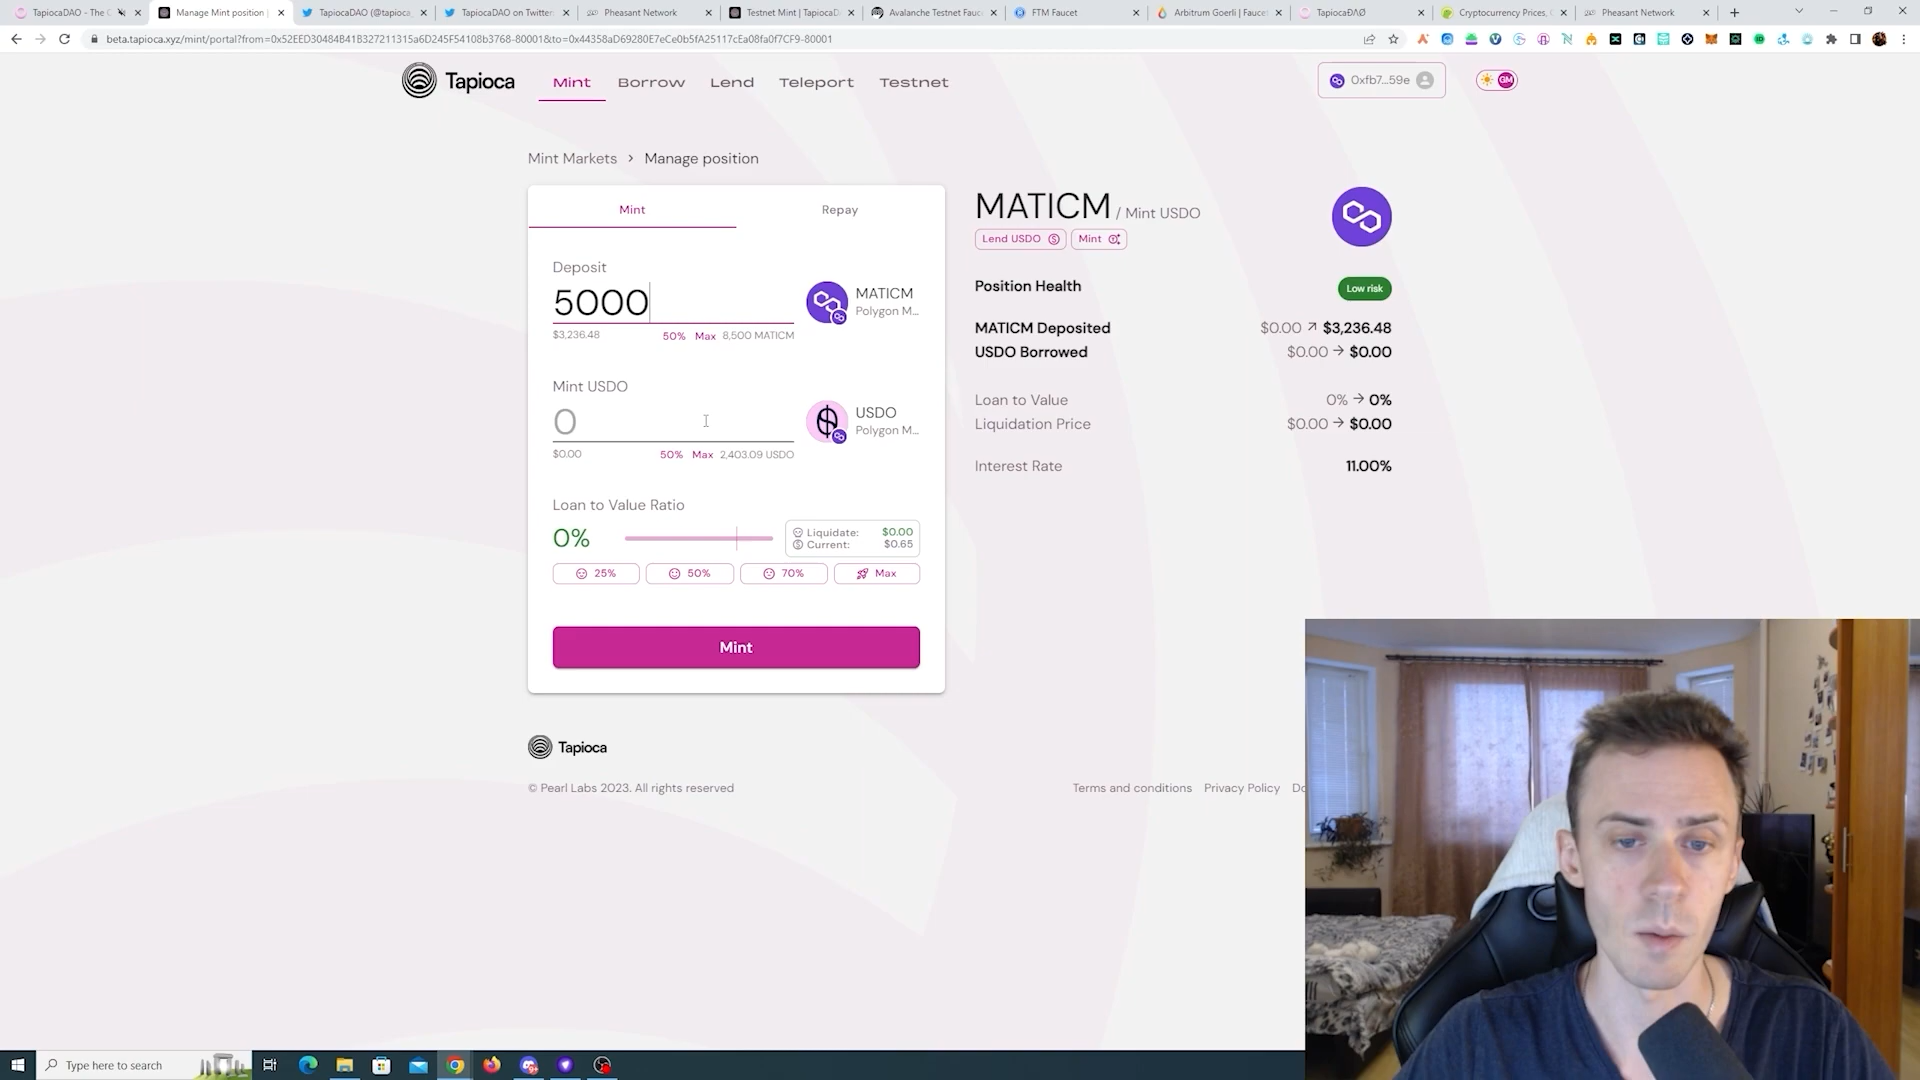 TapiocaDAO - The C
Manage Mint position |
TapiocaDAO (@tapioca_
TapiocaDAO on Twitter:
Pheasant Network
Testnet Mint | TapiocaD
Avalanche Testnet Fauc
FTM Faucet
Arbitrum Goerli | Fauce
TapiocaĐAØ
Cryptocurrency Prices, C
Pheasant Network
beta.tapioca.xyz/mint/portal?from=0x52EED30484B41B327211315a6D245F54108b3768-80001&to=0x44358aD69280E7eCe0b5fA25117cEa08fa0f7CF9-80001
Tapioca
Mint
Borrow
Lend
Teleport
Testnet
0xfb7...59e
GM
Mint Markets > Manage position
Mint
Repay
Deposit
5000
MATICM
Polygon M...
$3,236.48
50% Max 8,500 MATICM
Mint USDO
0
USDO
Polygon M...
$0.00
50% Max 2,403.09 USDO
Loan to Value Ratio
0%
Liquidate: $0.00
Current: $0.65
25%
50%
70%
Max
Mint
MATICM / Mint USDO
Lend USDO
Mint
Position Health
Low risk
MATICM Deposited $0.00 ↗ $3,236.48
USDO Borrowed $0.00 → $0.00
Loan to Value 0% → 0%
Liquidation Price $0.00 → $0.00
Interest Rate 11.00%
Tapioca
© Pearl Labs 2023. All rights reserved
Terms and conditions
Privacy Policy
Do
Type here to search